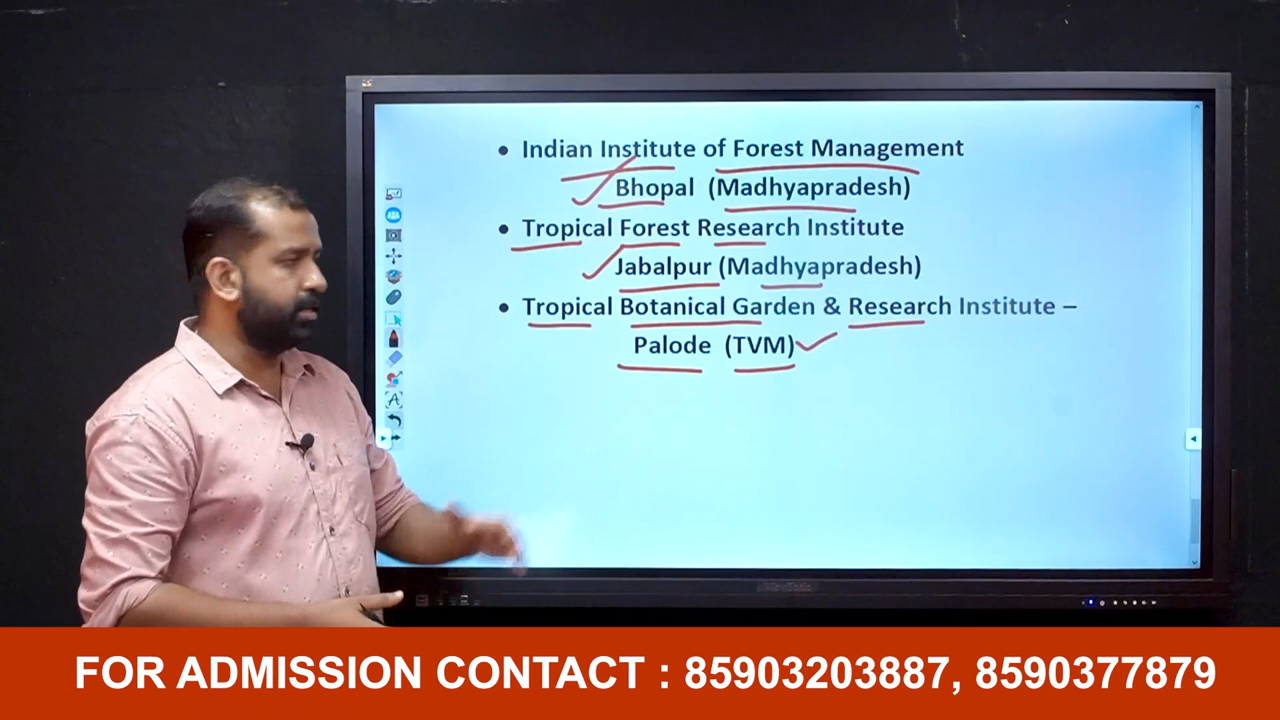 • Indian Institute of Forest Management
Bhopal (Madhyapradesh)
• Tropical Forest Research Institute
Jabalpur (Madhyapradesh)
• Tropical Botanical Garden & Research Institute –
Palode (TVM)
FOR ADMISSION CONTACT : 85903203887, 8590377879